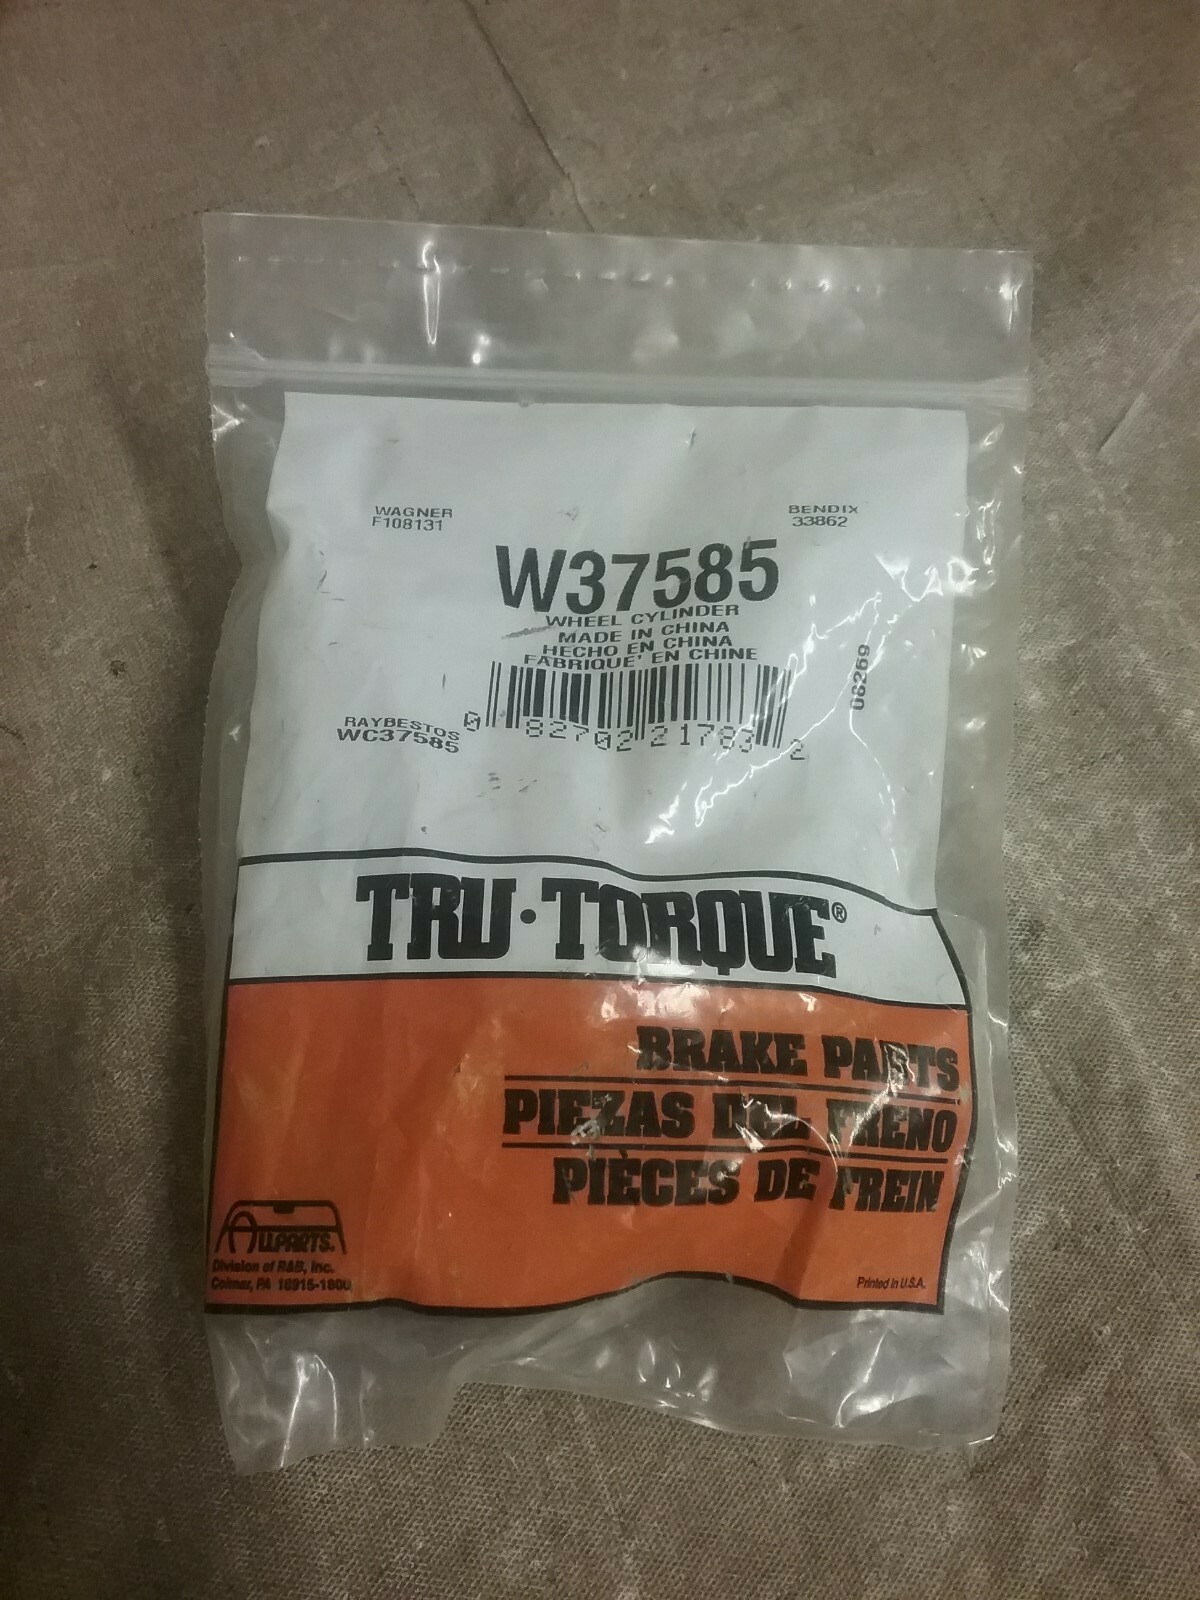 WAGNER
F108131
BENDIX
33862
W37585
WHEEL CYLINDER
MADE IN CHINA
HECHO EN CHINA
FABRIQUE' EN CHINE
06269
RAYBESTOS
WC37585
0 82702 21783 2
TRU·TORQUE®
BRAKE PARTS
PIEZAS DEL FRENO
PIÈCES DE FREIN
ALLPARTS.
Division of R&B, Inc.
Colmar, PA 18915-1800
Printed in U.S.A.